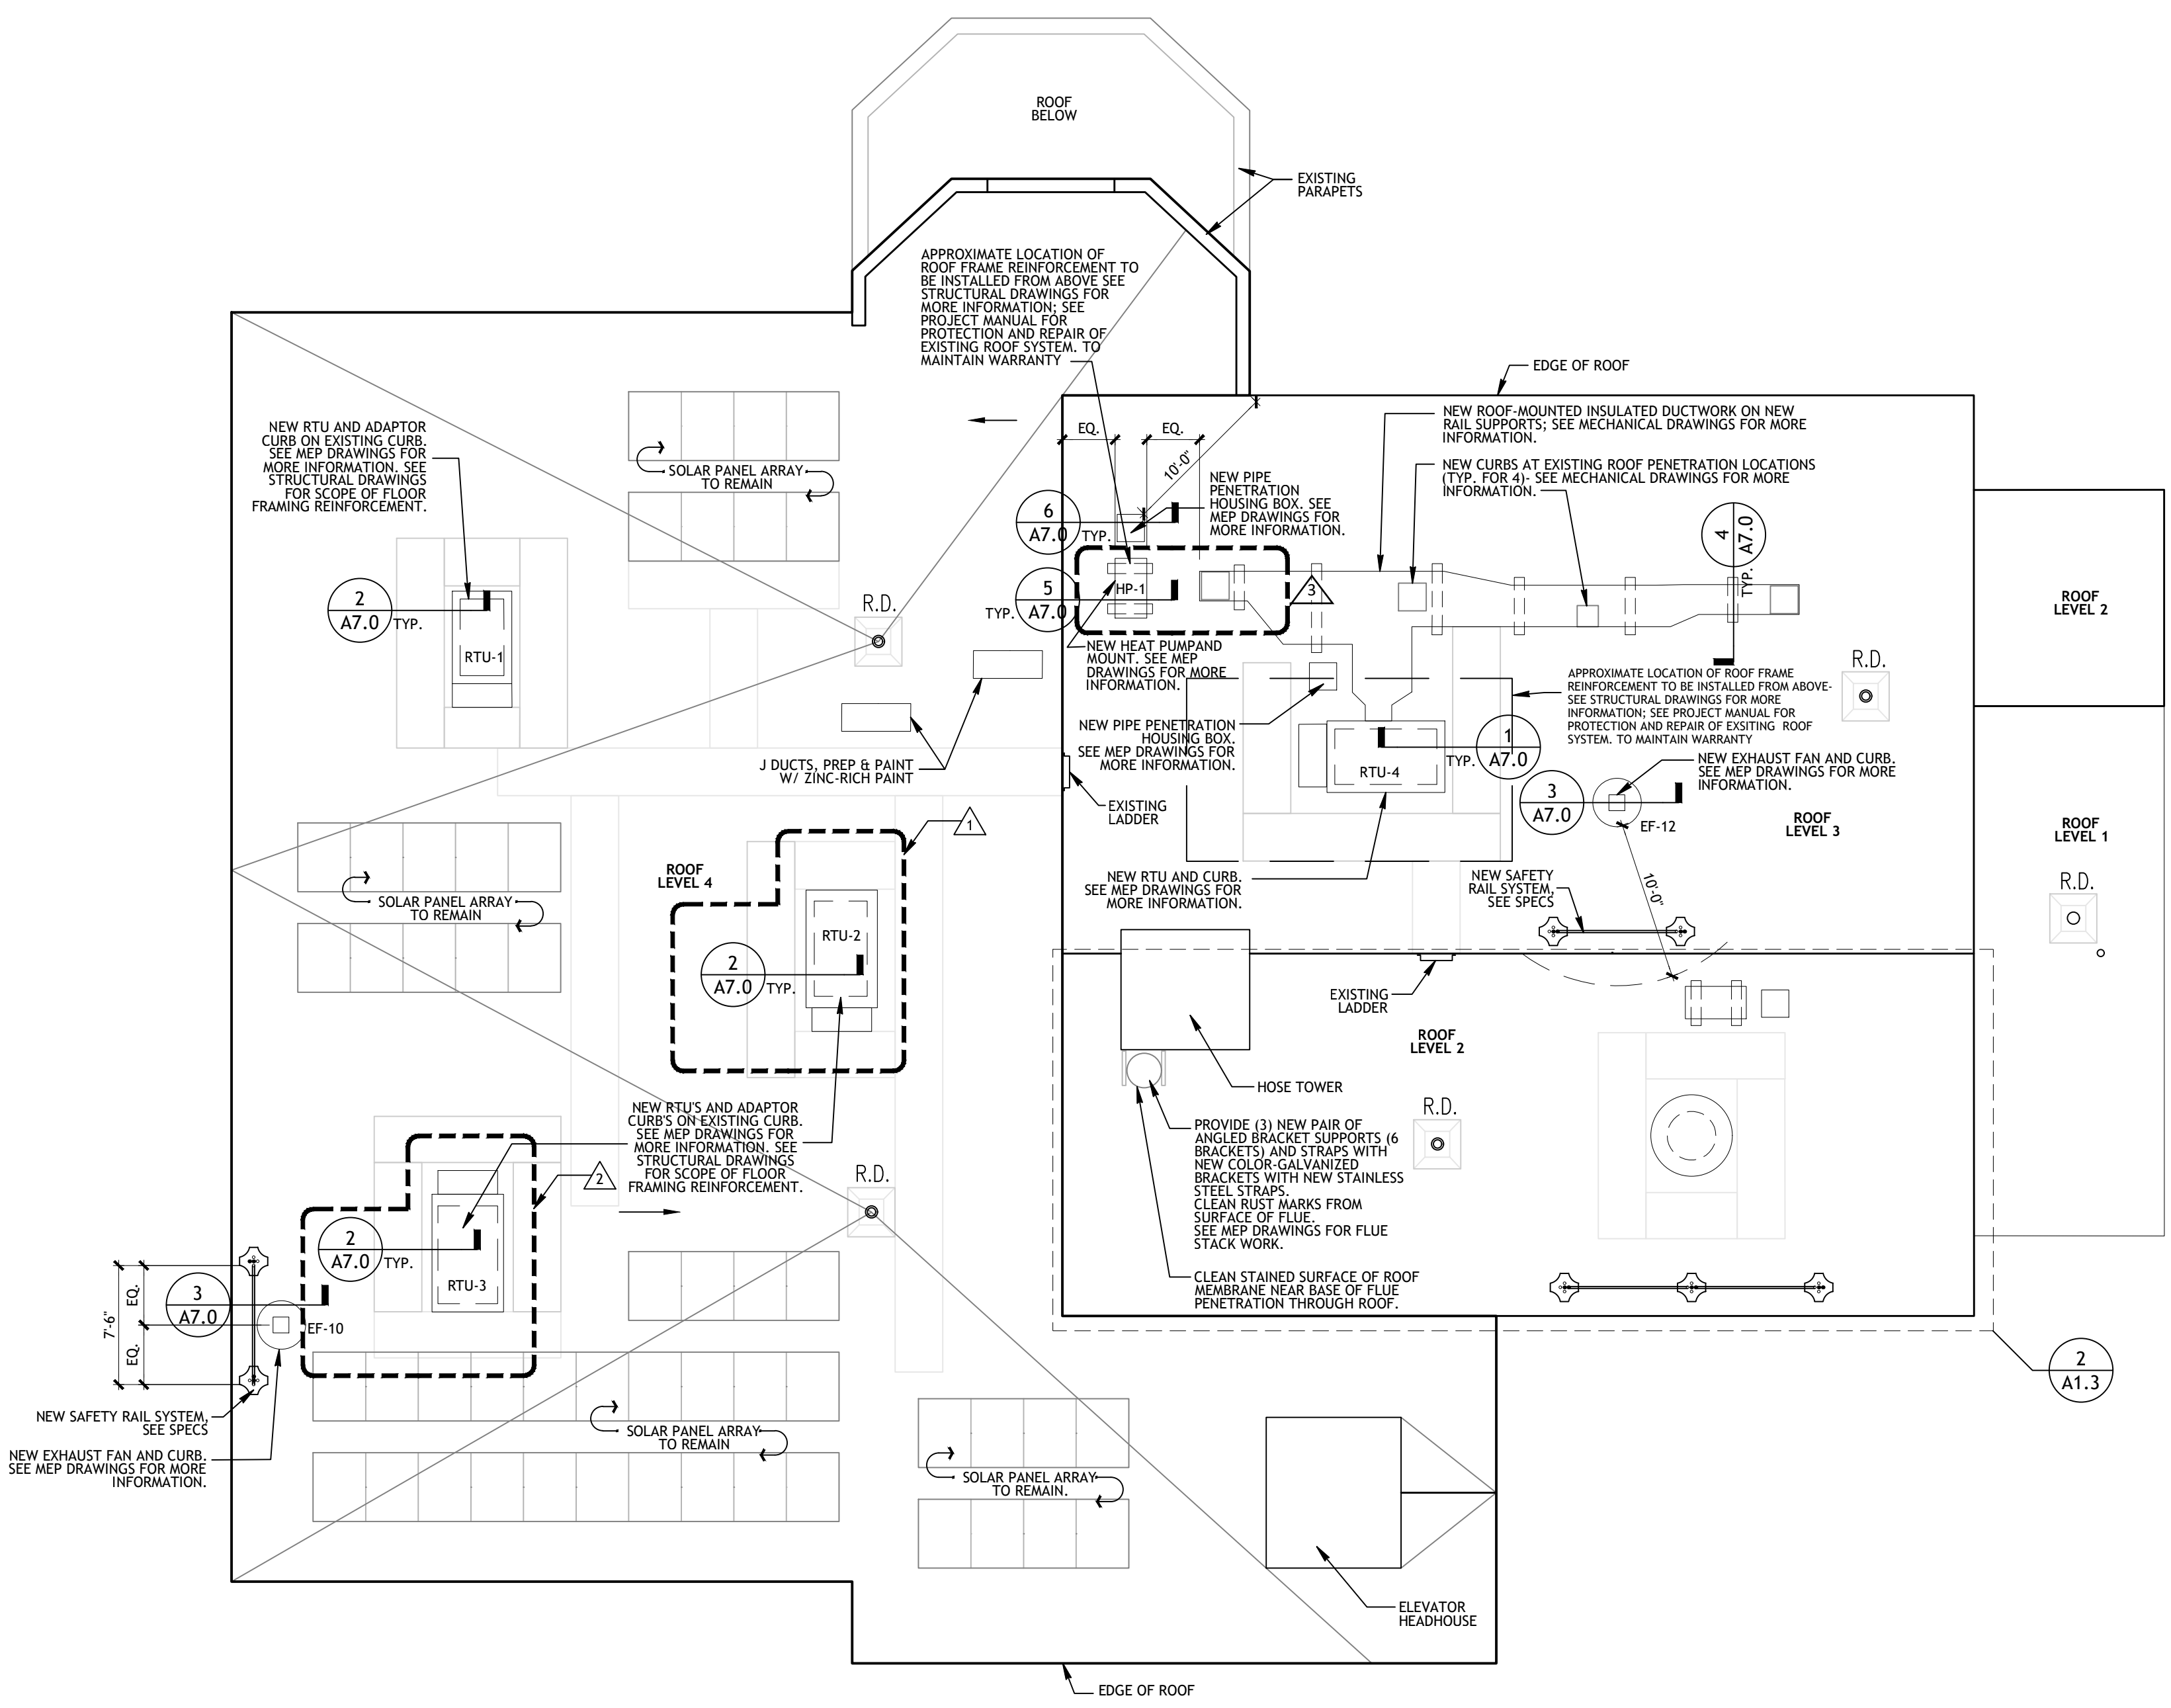 ROOF
BELOW
EXISTING
PARAPETS
APPROXIMATE LOCATION OF
ROOF FRAME REINFORCEMENT TO
BE INSTALLED FROM ABOVE SEE
STRUCTURAL DRAWINGS FOR
MORE INFORMATION; SEE
PROJECT MANUAL FOR
PROTECTION AND REPAIR OF
EXISTING ROOF SYSTEM. TO
MAINTAIN WARRANTY
EDGE OF ROOF
NEW RTU AND ADAPTOR
CURB ON EXISTING CURB.
SEE MEP DRAWINGS FOR
MORE INFORMATION. SEE
STRUCTURAL DRAWINGS
FOR SCOPE OF FLOOR
FRAMING REINFORCEMENT.
SOLAR PANEL ARRAY
TO REMAIN
EQ.
EQ.
10'-0"
NEW ROOF-MOUNTED INSULATED DUCTWORK ON NEW
RAIL SUPPORTS; SEE MECHANICAL DRAWINGS FOR MORE
INFORMATION.
NEW CURBS AT EXISTING ROOF PENETRATION LOCATIONS
(TYP. FOR 4)- SEE MECHANICAL DRAWINGS FOR MORE
INFORMATION.
NEW PIPE
PENETRATION
HOUSING BOX. SEE
MEP DRAWINGS FOR
MORE INFORMATION.
6
A7.0
TYP.
4
A7.0
TYP.
5
A7.0
TYP.
HP-1
3
2
A7.0
TYP.
RTU-1
R.D.
ROOF
LEVEL 2
NEW HEAT PUMPAND
MOUNT. SEE MEP
DRAWINGS FOR MORE
INFORMATION.
R.D.
APPROXIMATE LOCATION OF ROOF FRAME
REINFORCEMENT TO BE INSTALLED FROM ABOVE-
SEE STRUCTURAL DRAWINGS FOR MORE
INFORMATION; SEE PROJECT MANUAL FOR
PROTECTION AND REPAIR OF EXSITING ROOF
SYSTEM. TO MAINTAIN WARRANTY
NEW PIPE PENETRATION
HOUSING BOX.
SEE MEP DRAWINGS FOR
MORE INFORMATION.
1
A7.0
TYP.
RTU-4
J DUCTS, PREP & PAINT
W/ ZINC-RICH PAINT
NEW EXHAUST FAN AND CURB.
SEE MEP DRAWINGS FOR MORE
INFORMATION.
3
A7.0
EF-12
EXISTING
LADDER
ROOF
LEVEL 3
ROOF
LEVEL 1
R.D.
1
ROOF
LEVEL 4
NEW RTU AND CURB.
SEE MEP DRAWINGS FOR
MORE INFORMATION.
NEW SAFETY
RAIL SYSTEM,
SEE SPECS
10'-0"
SOLAR PANEL ARRAY
TO REMAIN
RTU-2
2
A7.0
TYP.
EXISTING
LADDER
ROOF
LEVEL 2
HOSE TOWER
R.D.
NEW RTU'S AND ADAPTOR
CURB'S ON EXISTING CURB.
SEE MEP DRAWINGS FOR
MORE INFORMATION. SEE
STRUCTURAL DRAWINGS
FOR SCOPE OF FLOOR
FRAMING REINFORCEMENT.
R.D.
PROVIDE (3) NEW PAIR OF
ANGLED BRACKET SUPPORTS (6
BRACKETS) AND STRAPS WITH
NEW COLOR-GALVANIZED
BRACKETS WITH NEW STAINLESS
STEEL STRAPS.
CLEAN RUST MARKS FROM
SURFACE OF FLUE.
SEE MEP DRAWINGS FOR FLUE
STACK WORK.
2
2
A7.0
TYP.
RTU-3
CLEAN STAINED SURFACE OF ROOF
MEMBRANE NEAR BASE OF FLUE
PENETRATION THROUGH ROOF.
3
A7.0
EQ.
EQ.
7'-6"
EF-10
2
A1.3
NEW SAFETY RAIL SYSTEM,
SEE SPECS
NEW EXHAUST FAN AND CURB.
SEE MEP DRAWINGS FOR MORE
INFORMATION.
SOLAR PANEL ARRAY
TO REMAIN
SOLAR PANEL ARRAY
TO REMAIN.
ELEVATOR
HEADHOUSE
EDGE OF ROOF